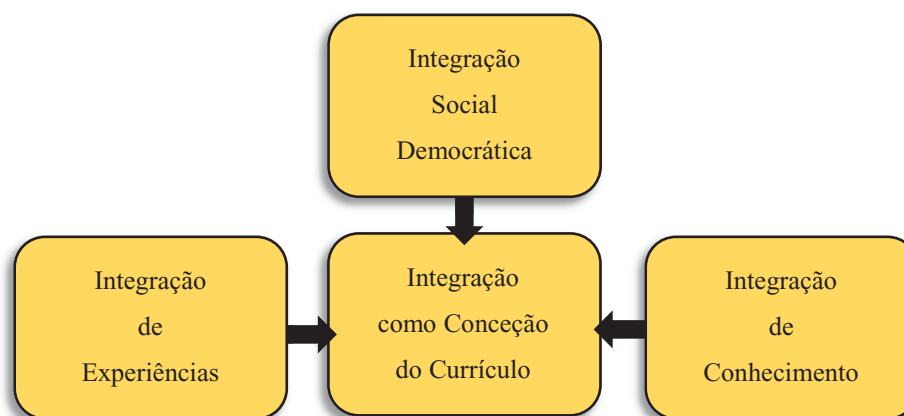 Integração
Social
Democrática
Integração
de
Experiências
Integração
como Conceção
do Currículo
Integração
de
Conhecimento